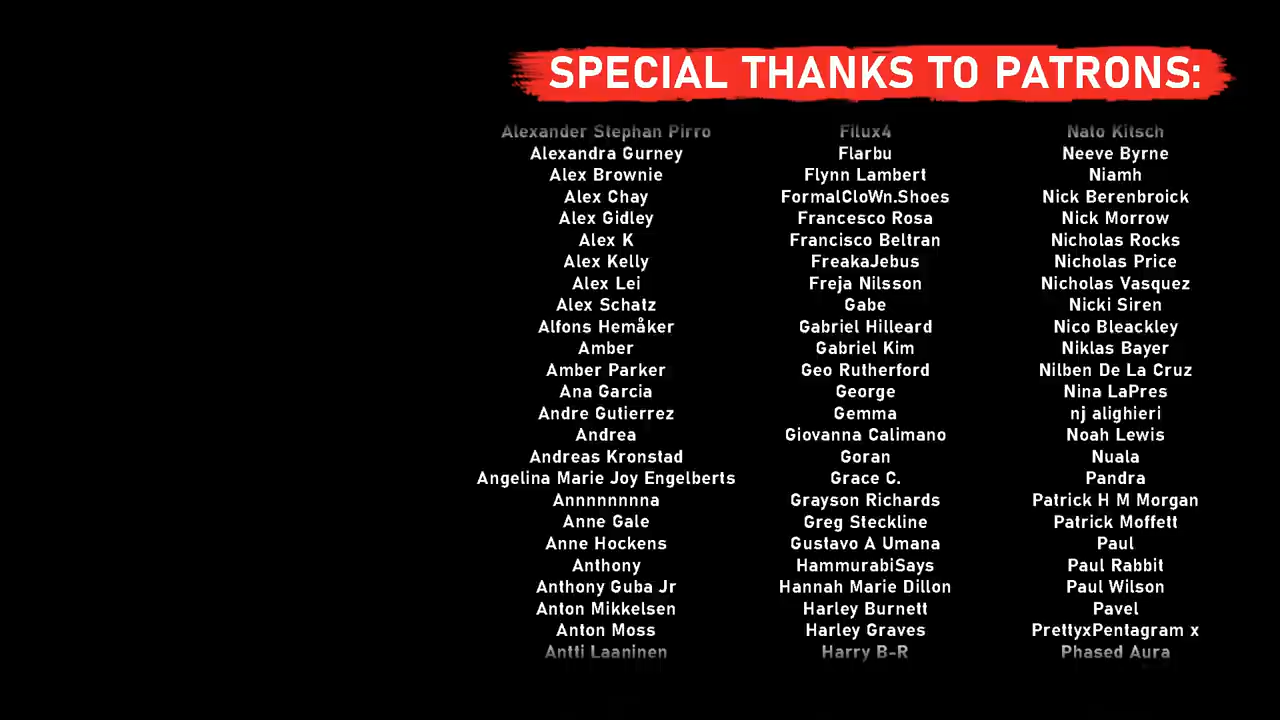 SPECIAL THANKS TO PATRONS:
Alexander Stephan Pirro
Alexandra Gurney
Alex Brownie
Alex Chay
Alex Gidley
Alex K
Alex Kelly
Alex Lei
Alex Schatz
Alfons Hemåker
Amber
Amber Parker
Ana Garcia
Andre Gutierrez
Andrea
Andreas Kronstad
Angelina Marie Joy Engelberts
Annnnnnnna
Anne Gale
Anne Hockens
Anthony
Anthony Guba Jr
Anton Mikkelsen
Anton Moss
Antti Laaninen
Filux4
Flarbu
Flynn Lambert
FormalCloWn.Shoes
Francesco Rosa
Francisco Beltran
FreakaJebus
Freja Nilsson
Gabe
Gabriel Hilleard
Gabriel Kim
Geo Rutherford
George
Gemma
Giovanna Calimano
Goran
Grace C.
Grayson Richards
Greg Steckline
Gustavo A Umana
HammurabiSays
Hannah Marie Dillon
Harley Burnett
Harley Graves
Harry B-R
Nato Kitsch
Neeve Byrne
Niamh
Nick Berenbroick
Nick Morrow
Nicholas Rocks
Nicholas Price
Nicholas Vasquez
Nicki Siren
Nico Bleackley
Niklas Bayer
Nilben De La Cruz
Nina LaPres
nj alighieri
Noah Lewis
Nuala
Pandra
Patrick H M Morgan
Patrick Moffett
Paul
Paul Rabbit
Paul Wilson
Pavel
PrettyxPentagram x
Phased Aura